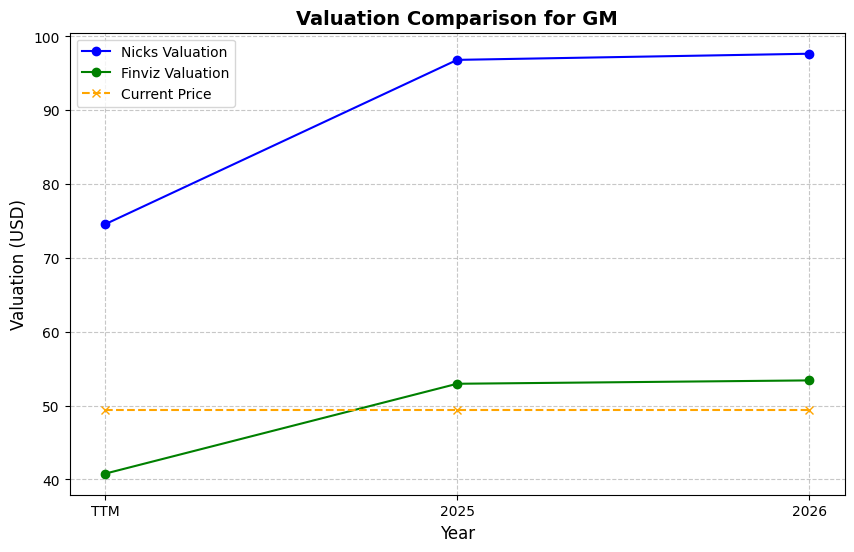 Valuation Comparison for GM
Nicks Valuation
Finviz Valuation
Current Price
Valuation (USD)
100
90
80
70
60
50
40
TTM 2025 2026
Year